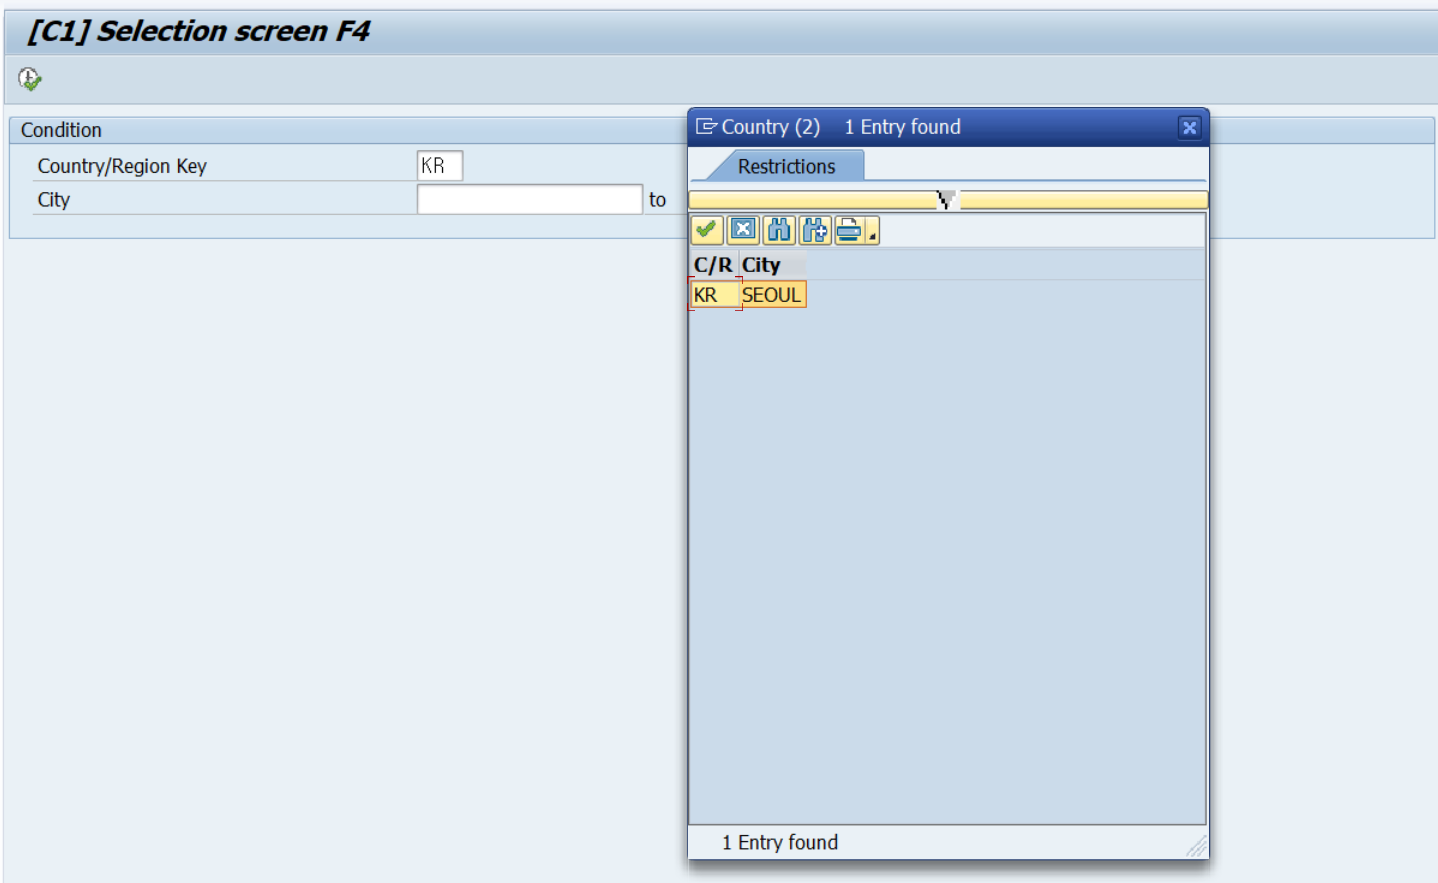 [C1] Selection screen F4
Condition
Country/Region Key KR
City to
Country (2) 1 Entry found
Restrictions
C/R City
KR SEOUL
1 Entry found